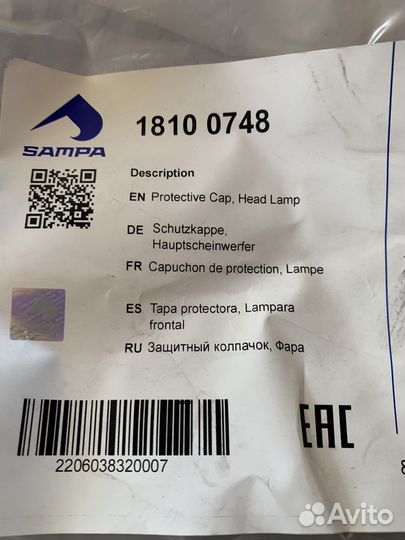 SAMPA
1810 0748
Description
EN Protective Cap, Head Lamp
DE Schutzkappe,
Hauptscheinwerfer
FR Capuchon de protection, Lampe
ES Tapa protectora, Lampara
frontal
RU Защитный колпачок, Фара
2206038320007
EAC
Avito